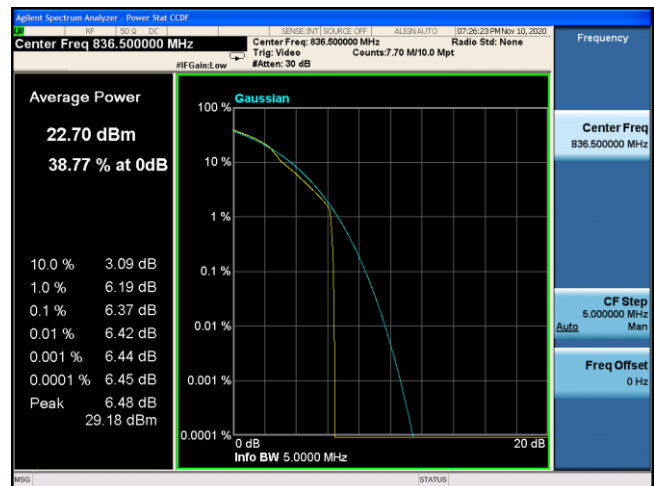 Agilent Spectrum Analyzer - Power Stat CCDF
RF 50 Ω DC SENSE:INT SOURCE OFF ALIGN AUTO 07:26:23 PM Nov 10, 2020
Center Freq 836.500000 MHz
Center Freq: 836.500000 MHz Radio Std: None
Trig: Video Counts:7.70 M/10.0 Mpt
#IFGain:Low #Atten: 30 dB
Frequency
Average Power
22.70 dBm
38.77 % at 0dB
10.0 % 3.09 dB
1.0 % 6.19 dB
0.1 % 6.37 dB
0.01 % 6.42 dB
0.001 % 6.44 dB
0.0001 % 6.45 dB
Peak 6.48 dB
29.18 dBm
Gaussian
100 %
10 %
1 %
0.1 %
0.01 %
0.001 %
0.0001 %
0 dB 20 dB
Info BW 5.0000 MHz
Center Freq
836.500000 MHz
CF Step
5.000000 MHz
Auto Man
Freq Offset
0 Hz
MSG STATUS